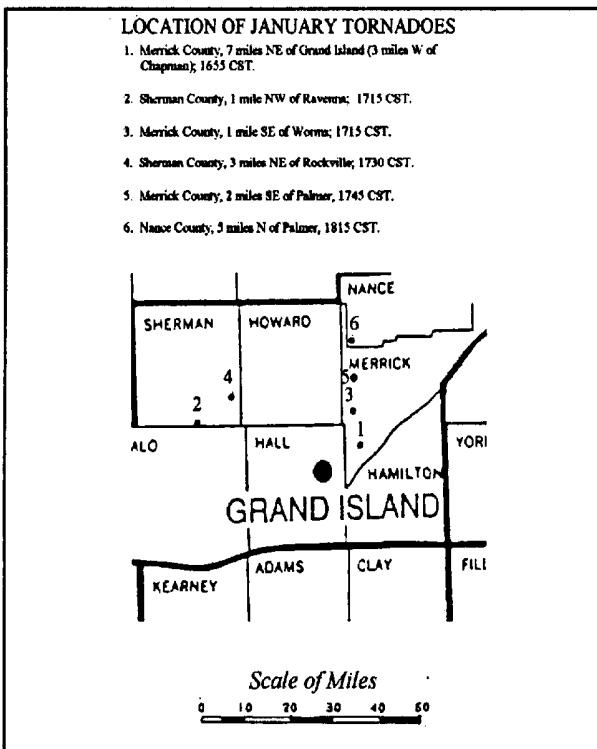 LOCATION OF JANUARY TORNADOES
1. Merrick County, 7 miles NE of Grand Island (3 miles W of
Chapman); 1655 CST.
2. Sherman County, 1 mile NW of Ravenna; 1715 CST.
3. Merrick County, 1 mile SE of Worms; 1715 CST.
4. Sherman County, 3 miles NE of Rockville; 1730 CST.
5. Merrick County, 2 miles SE of Palmer, 1745 CST.
6. Nance County, 5 miles N of Palmer, 1815 CST.
NANCE
SHERMAN HOWARD
6
MERRICK
5
4
3
2
1
ALO HALL YORK
HAMILTON
GRAND ISLAND
KEARNEY ADAMS CLAY FILL
Scale of Miles
0 10 20 30 40 50